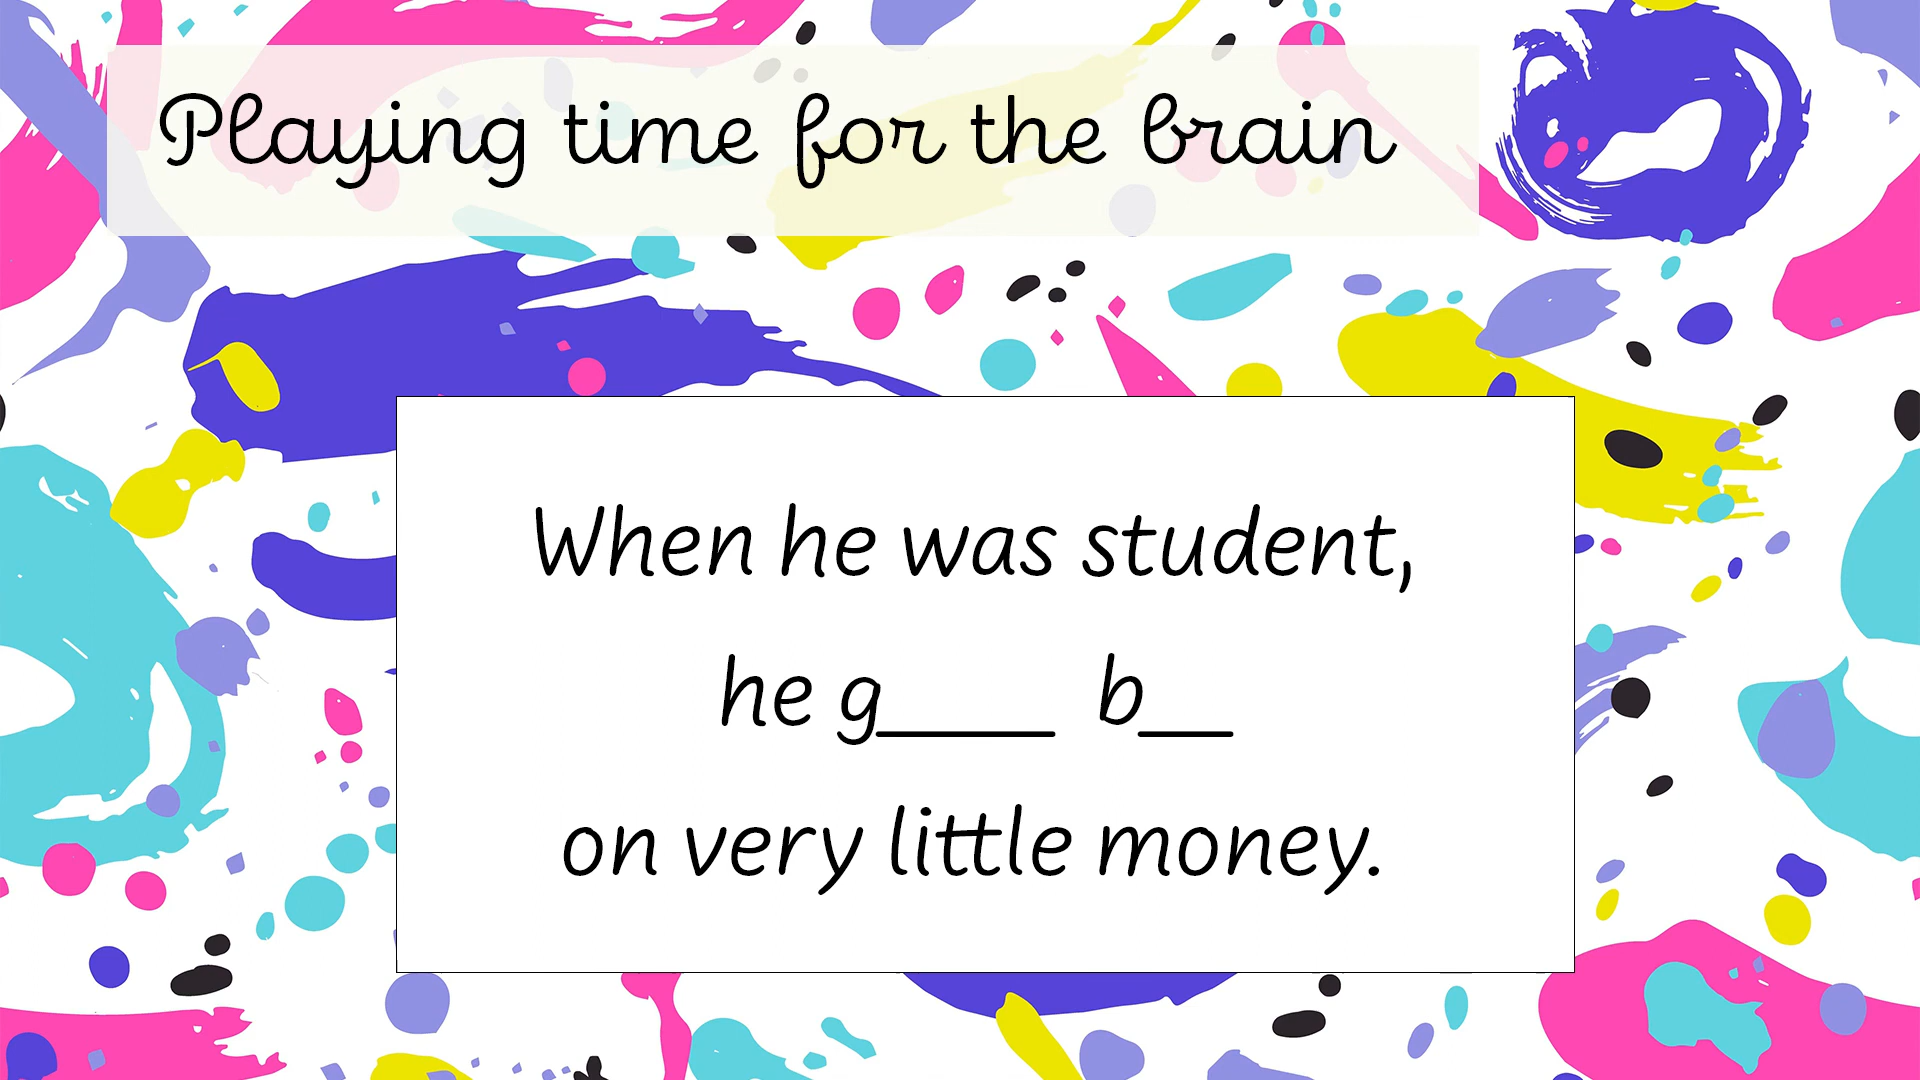 Playing time for the brain
When he was student,
he g____ b__
on very little money.